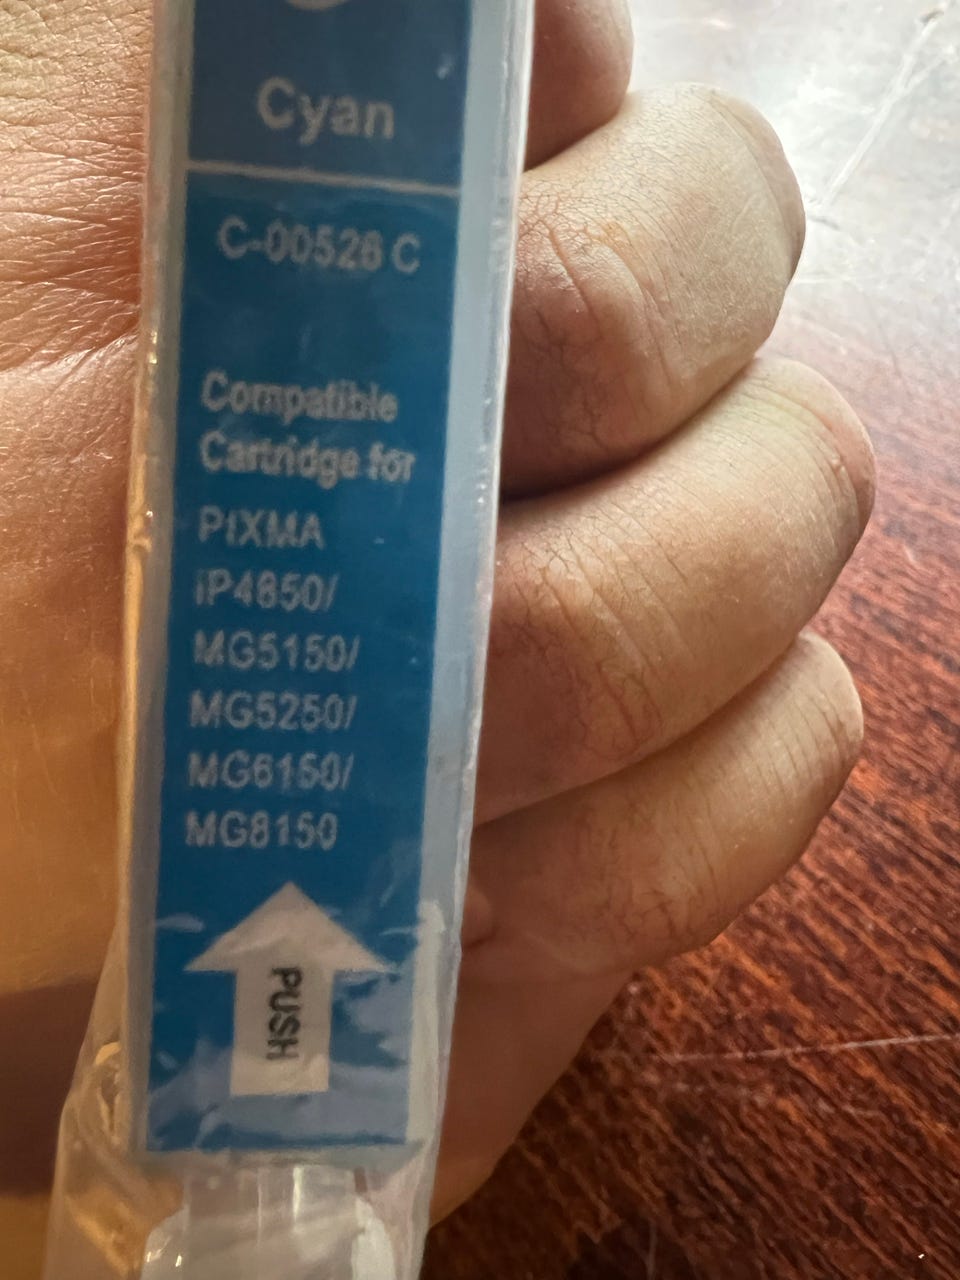 Cyan
C-00526 C
Compatible
Cartridge for
PIXMA
iP4850/
MG5150/
MG5250/
MG6150/
MG8150
PUSH